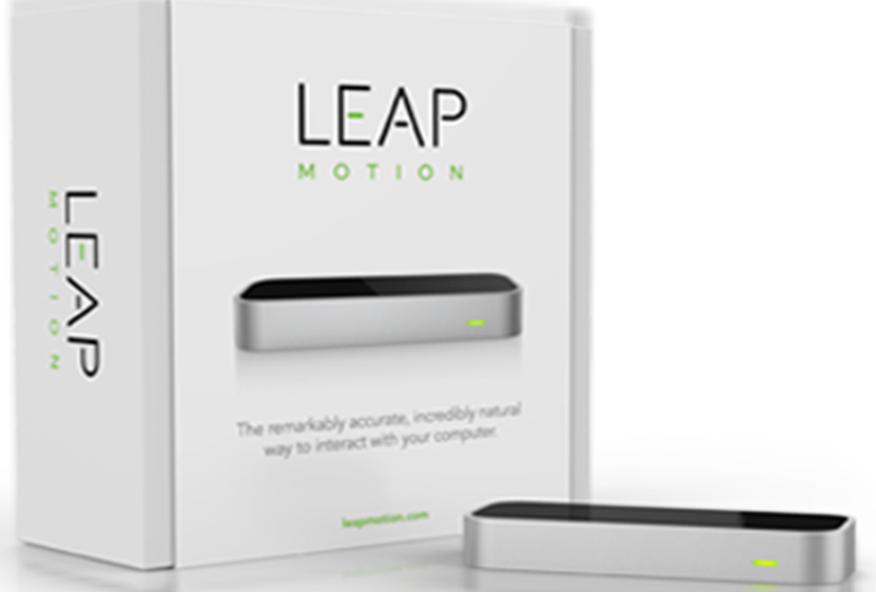 LEAP
MOTION
LEAP
MOTION
The remarkably accurate, incredibly natural
way to interact with your computer.
leapmotion.com